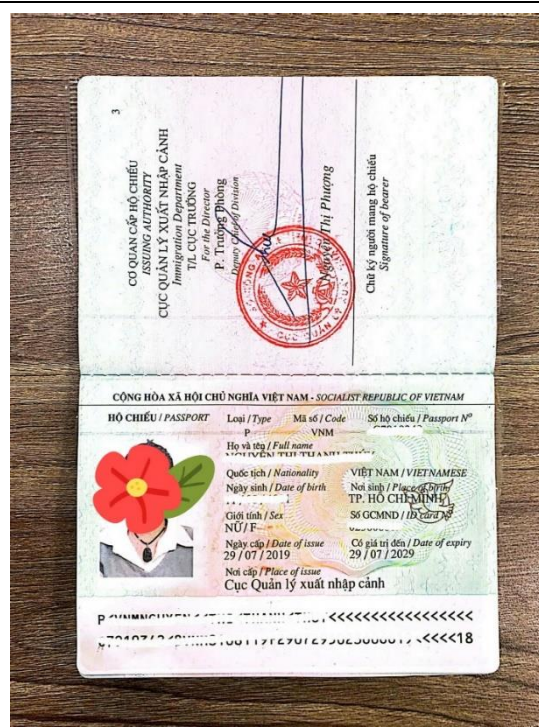 3
CƠ QUAN CẤP HỘ CHIẾU
ISSUING AUTHORITY
CỤC QUẢN LÝ XUẤT NHẬP CẢNH
Immigration Department
T/L CỤC TRƯỞNG
For the Director
P. Trưởng Phòng
Deputy Chief of Division
Nguyễn Thị Phượng
Chữ ký người mang hộ chiếu
Signature of bearer
CỘNG HÒA XÃ HỘI CHỦ NGHĨA VIỆT NAM - SOCIALIST REPUBLIC OF VIETNAM
HỘ CHIẾU / PASSPORT Loại / Type Mã số / Code Số hộ chiếu / Passport Nº
P VNM
Họ và tên / Full name
Quốc tịch / Nationality VIỆT NAM / VIETNAMESE
Ngày sinh / Date of birth Nơi sinh / Place of birth
TP. HỒ CHÍ MINH
Giới tính / Sex Số GCMND / ID card Nº
NỮ / F
Ngày cấp / Date of issue Có giá trị đến / Date of expiry
29 / 07 / 2019 29 / 07 / 2029
Nơi cấp / Place of issue
Cục Quản lý xuất nhập cảnh